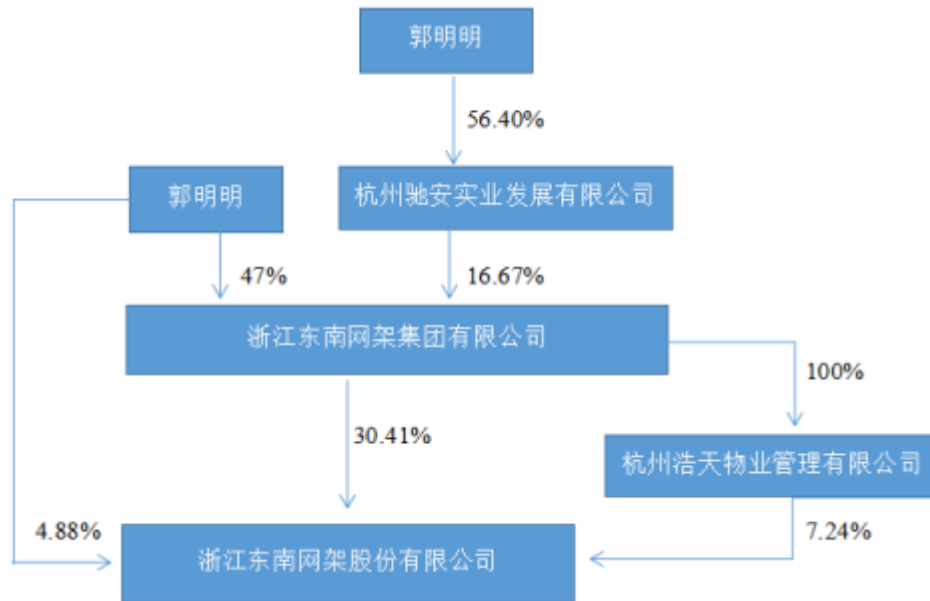 郭明明
56.40%
郭明明
杭州驰安实业发展有限公司
47%
16.67%
浙江东南网架集团有限公司
100%
30.41%
杭州浩天物业管理有限公司
4.88%
浙江东南网架股份有限公司
7.24%